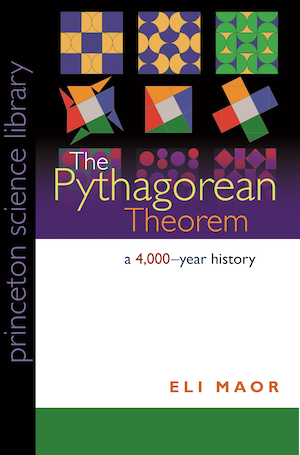 princeton science library
The
Pythagorean
Theorem
a 4,000–year history
ELI MAOR